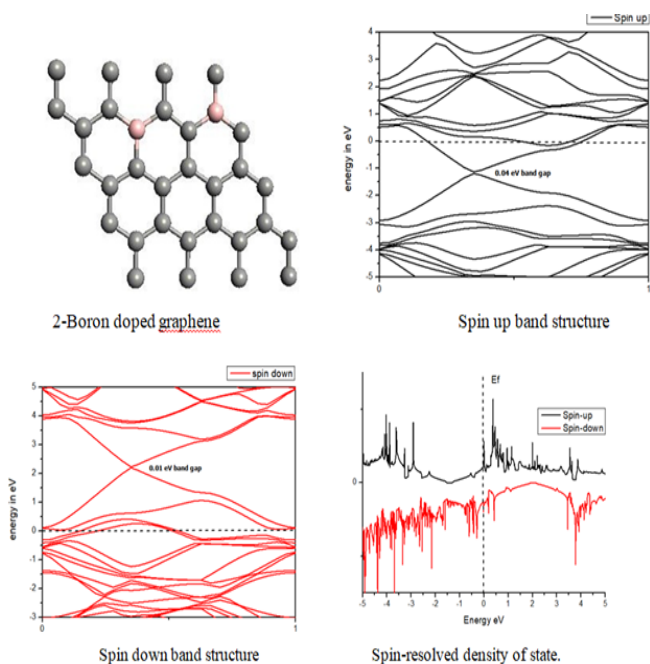 Spin up
4
3
2
1
0
-1
-2
-3
-4
-5
energy in eV
0.04 eV band gap
0
1
2-Boron doped graphene
Spin up band structure
spin down
5
4
3
2
1
0
-1
-2
-3
energy in eV
0.01 eV band gap
0
1
Ef
Spin-up
Spin-down
0
-5
-4
-3
-2
-1
0
1
2
3
4
5
Energy eV
Spin down band structure
Spin-resolved density of state.